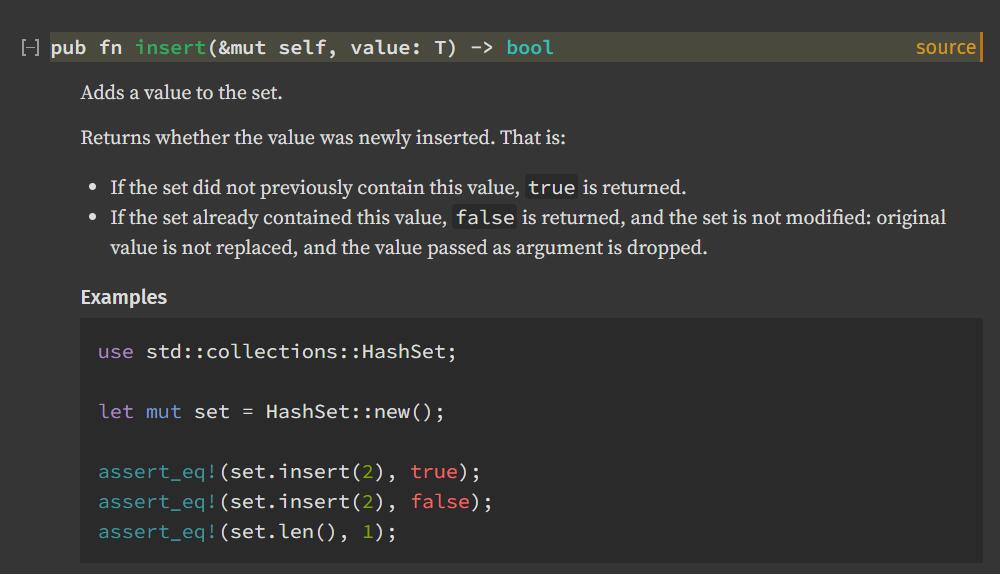 [−] pub fn insert(&mut self, value: T) -> bool source
Adds a value to the set.
Returns whether the value was newly inserted. That is:
• If the set did not previously contain this value, true is returned.
• If the set already contained this value, false is returned, and the set is not modified: original
value is not replaced, and the value passed as argument is dropped.
Examples
use std::collections::HashSet;
let mut set = HashSet::new();
assert_eq!(set.insert(2), true);
assert_eq!(set.insert(2), false);
assert_eq!(set.len(), 1);